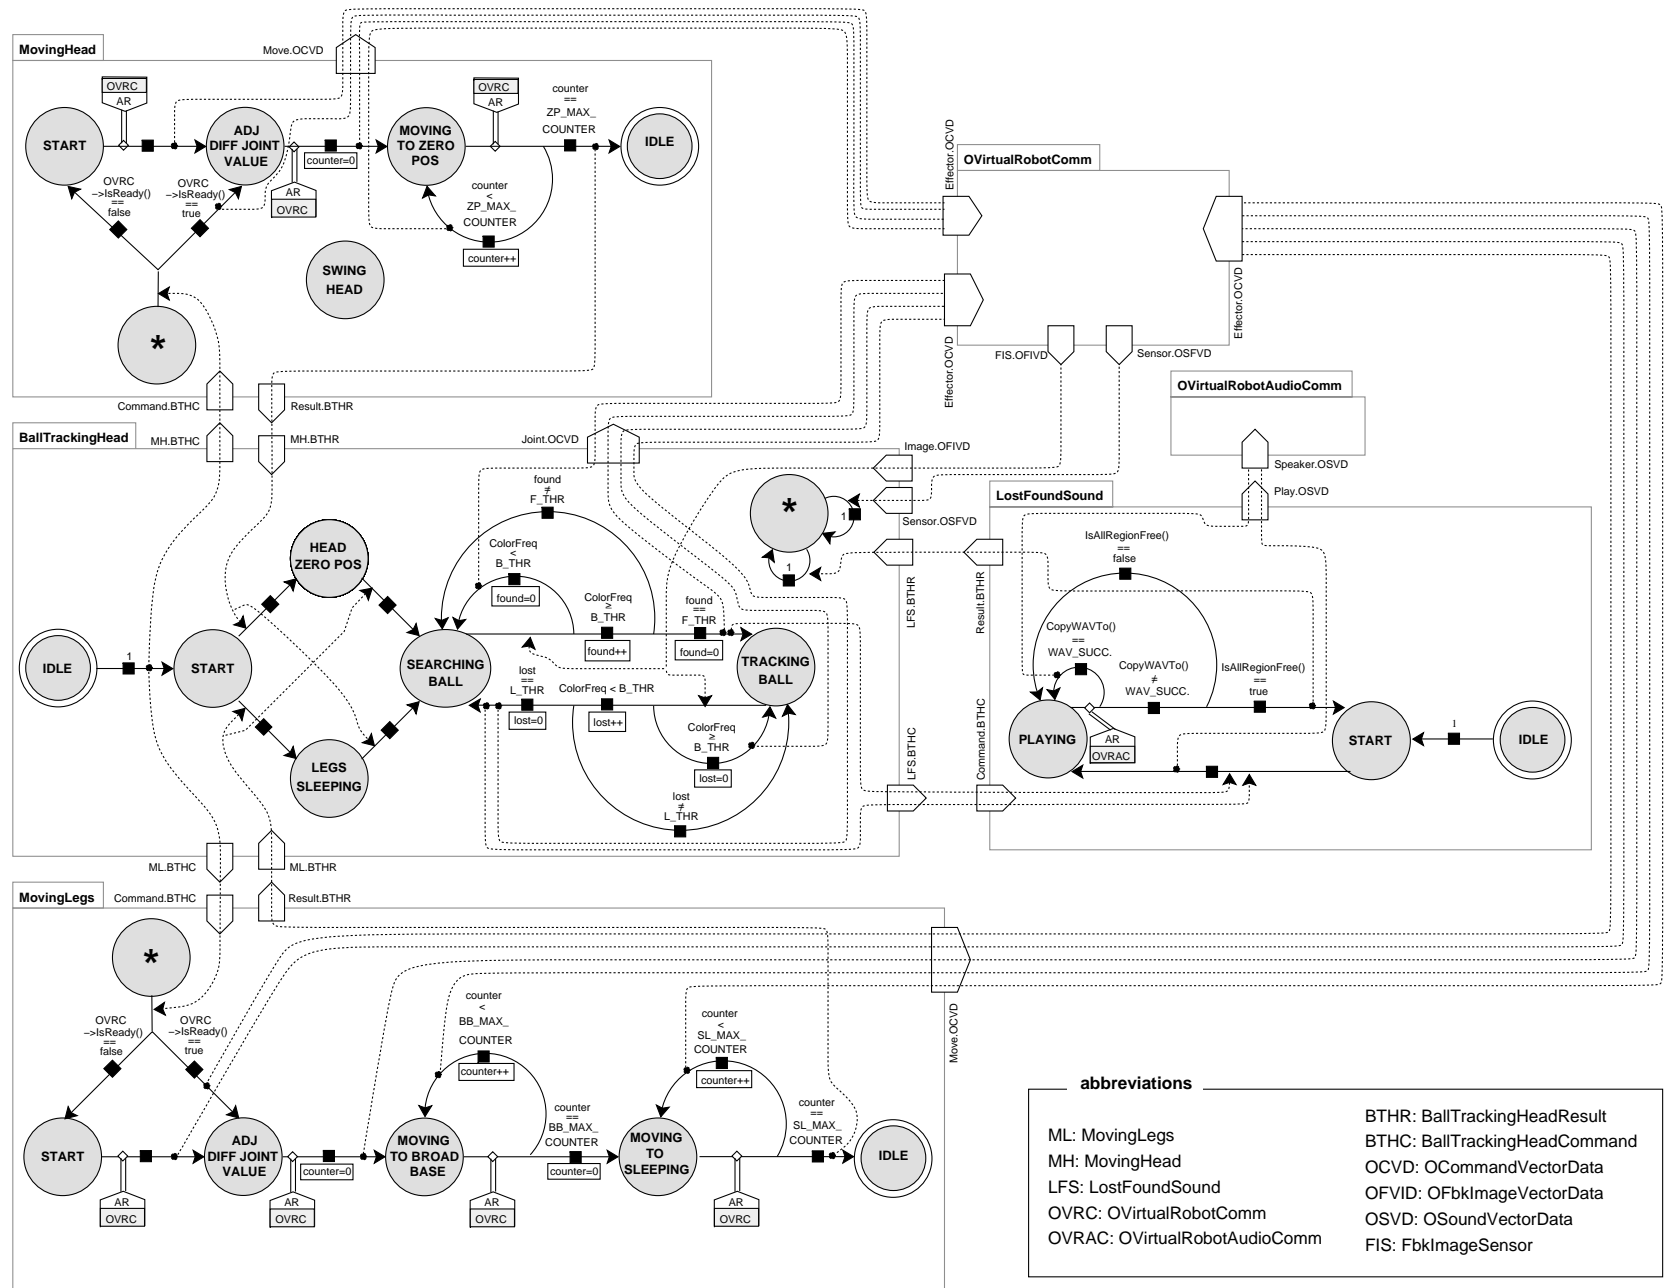 MovingHead
Move.OCVD
OVRC
AR
START
ADJ
DIFF JOINT
VALUE
counter=0
AR
OVRC
MOVING
TO ZERO
POS
OVRC
AR
counter
==
ZP_MAX_
COUNTER
IDLE
counter
<
ZP_MAX_
COUNTER
counter++
OVRC
–>IsReady()
==
false
OVRC
–>IsReady()
==
true
SWING
HEAD
*
Command.BTHC
Result.BTHR
OVirtualRobotComm
Effector.OCVD
Effector.OCVD
Effector.OCVD
FIS.OFIVD
Sensor.OSFVD
OVirtualRobotAudioComm
Speaker.OSVD
BallTrackingHead
MH.BTHC
MH.BTHR
Joint.OCVD
Image.OFIVD
Sensor.OSFVD
LFS.BTHR
LFS.BTHC
IDLE
1
START
HEAD
ZERO POS
LEGS
SLEEPING
SEARCHING
BALL
TRACKING
BALL
found
≠
F_THR
ColorFreq
<
B_THR
found=0
ColorFreq
≥
B_THR
found++
found
==
F_THR
found=0
lost
==
L_THR
lost=0
ColorFreq < B_THR
lost++
ColorFreq
≥
B_THR
lost=0
lost
≠
L_THR
*
1
1
ML.BTHC
ML.BTHR
LostFoundSound
Play.OSVD
Result.BTHR
Command.BTHC
IsAllRegionFree()
==
false
CopyWAVTo()
==
WAV_SUCC.
CopyWAVTo()
≠
WAV_SUCC.
IsAllRegionFree()
==
true
PLAYING
AR
OVRAC
START
1
IDLE
MovingLegs
Command.BTHC
Result.BTHR
Move.OCVD
*
OVRC
–>IsReady()
==
false
OVRC
–>IsReady()
==
true
START
AR
OVRC
ADJ
DIFF JOINT
VALUE
AR
OVRC
counter=0
MOVING
TO BROAD
BASE
counter
<
BB_MAX_
COUNTER
counter++
AR
OVRC
counter
==
BB_MAX_
COUNTER
counter=0
MOVING
TO
SLEEPING
counter
<
SL_MAX_
COUNTER
counter++
AR
OVRC
counter
==
SL_MAX_
COUNTER
IDLE
abbreviations
ML: MovingLegs
MH: MovingHead
LFS: LostFoundSound
OVRC: OVirtualRobotComm
OVRAC: OVirtualRobotAudioComm
BTHR: BallTrackingHeadResult
BTHC: BallTrackingHeadCommand
OCVD: OCommandVectorData
OFVID: OFbkImageVectorData
OSVD: OSoundVectorData
FIS: FbkImageSensor